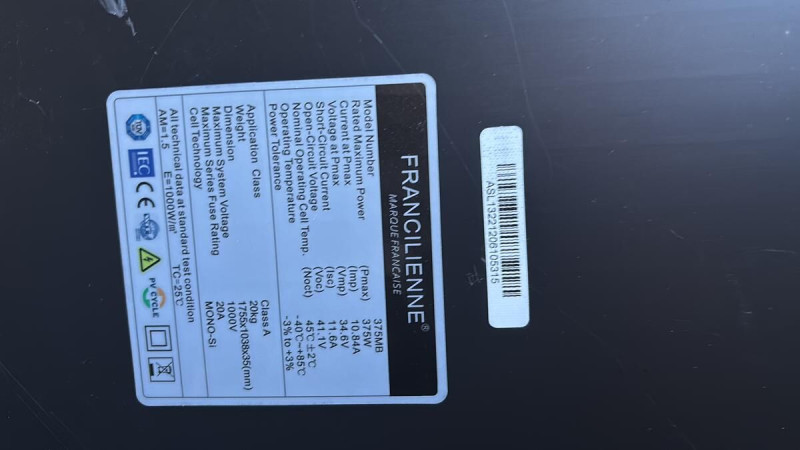 FRANCILIENNE®
MARQUE FRANCAISE
Model Number 375MB
Rated Maximum Power (Pmax) 375W
Current at Pmax (Imp) 10.84A
Voltage at Pmax (Vmp) 34.6V
Short-Circuit Current (Isc) 11.6A
Open-Circuit Voltage (Voc) 41.1V
Nominal Operating Cell Temp. (Noct) 45℃±2℃
Operating Temperature -40℃~+85℃
Power Tolerance -3% to +3%
Application Class Class A
Weight 20kg
Dimension 1755x1038x35(mm)
Maximum System Voltage 1000V
Maximum Series Fuse Rating 20A
Cell Technology MONO-Si
All technical data at standard test condition
AM=1.5 E=1000W/㎡ TC=25℃
IEC CE PV CYCLE
ASL13221206105315